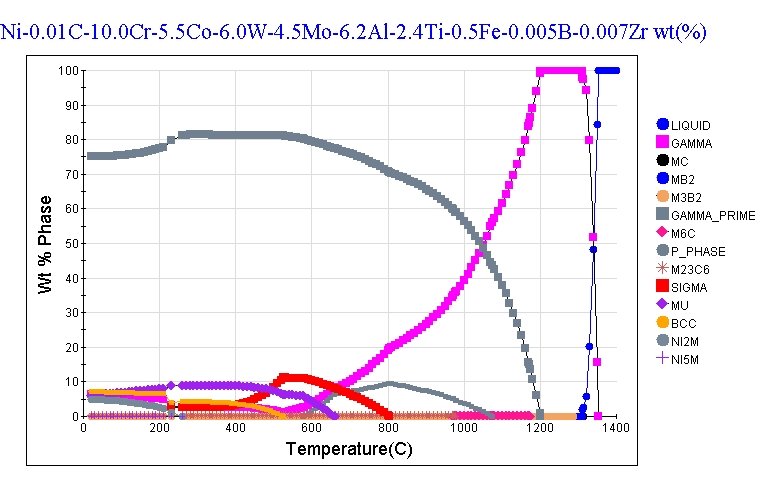 Ni-0.01C-10.0Cr-5.5Co-6.0W-4.5Mo-6.2Al-2.4Ti-0.5Fe-0.005B-0.007Zr wt(%)
100
90
80
70
60
50
40
30
20
10
0
Wt % Phase
0 200 400 600 800 1000 1200 1400
Temperature(C)
LIQUID
GAMMA
MC
MB2
M3B2
GAMMA_PRIME
M6C
P_PHASE
M23C6
SIGMA
MU
BCC
NI2M
NI5M